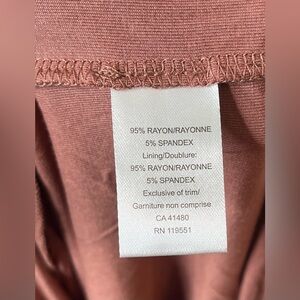 95% RAYON/RAYONNE
5% SPANDEX
Lining/Doublure:
95% RAYON/RAYONNE
5% SPANDEX
Exclusive of trim/
Garniture non comprise
CA 41480
RN 119551